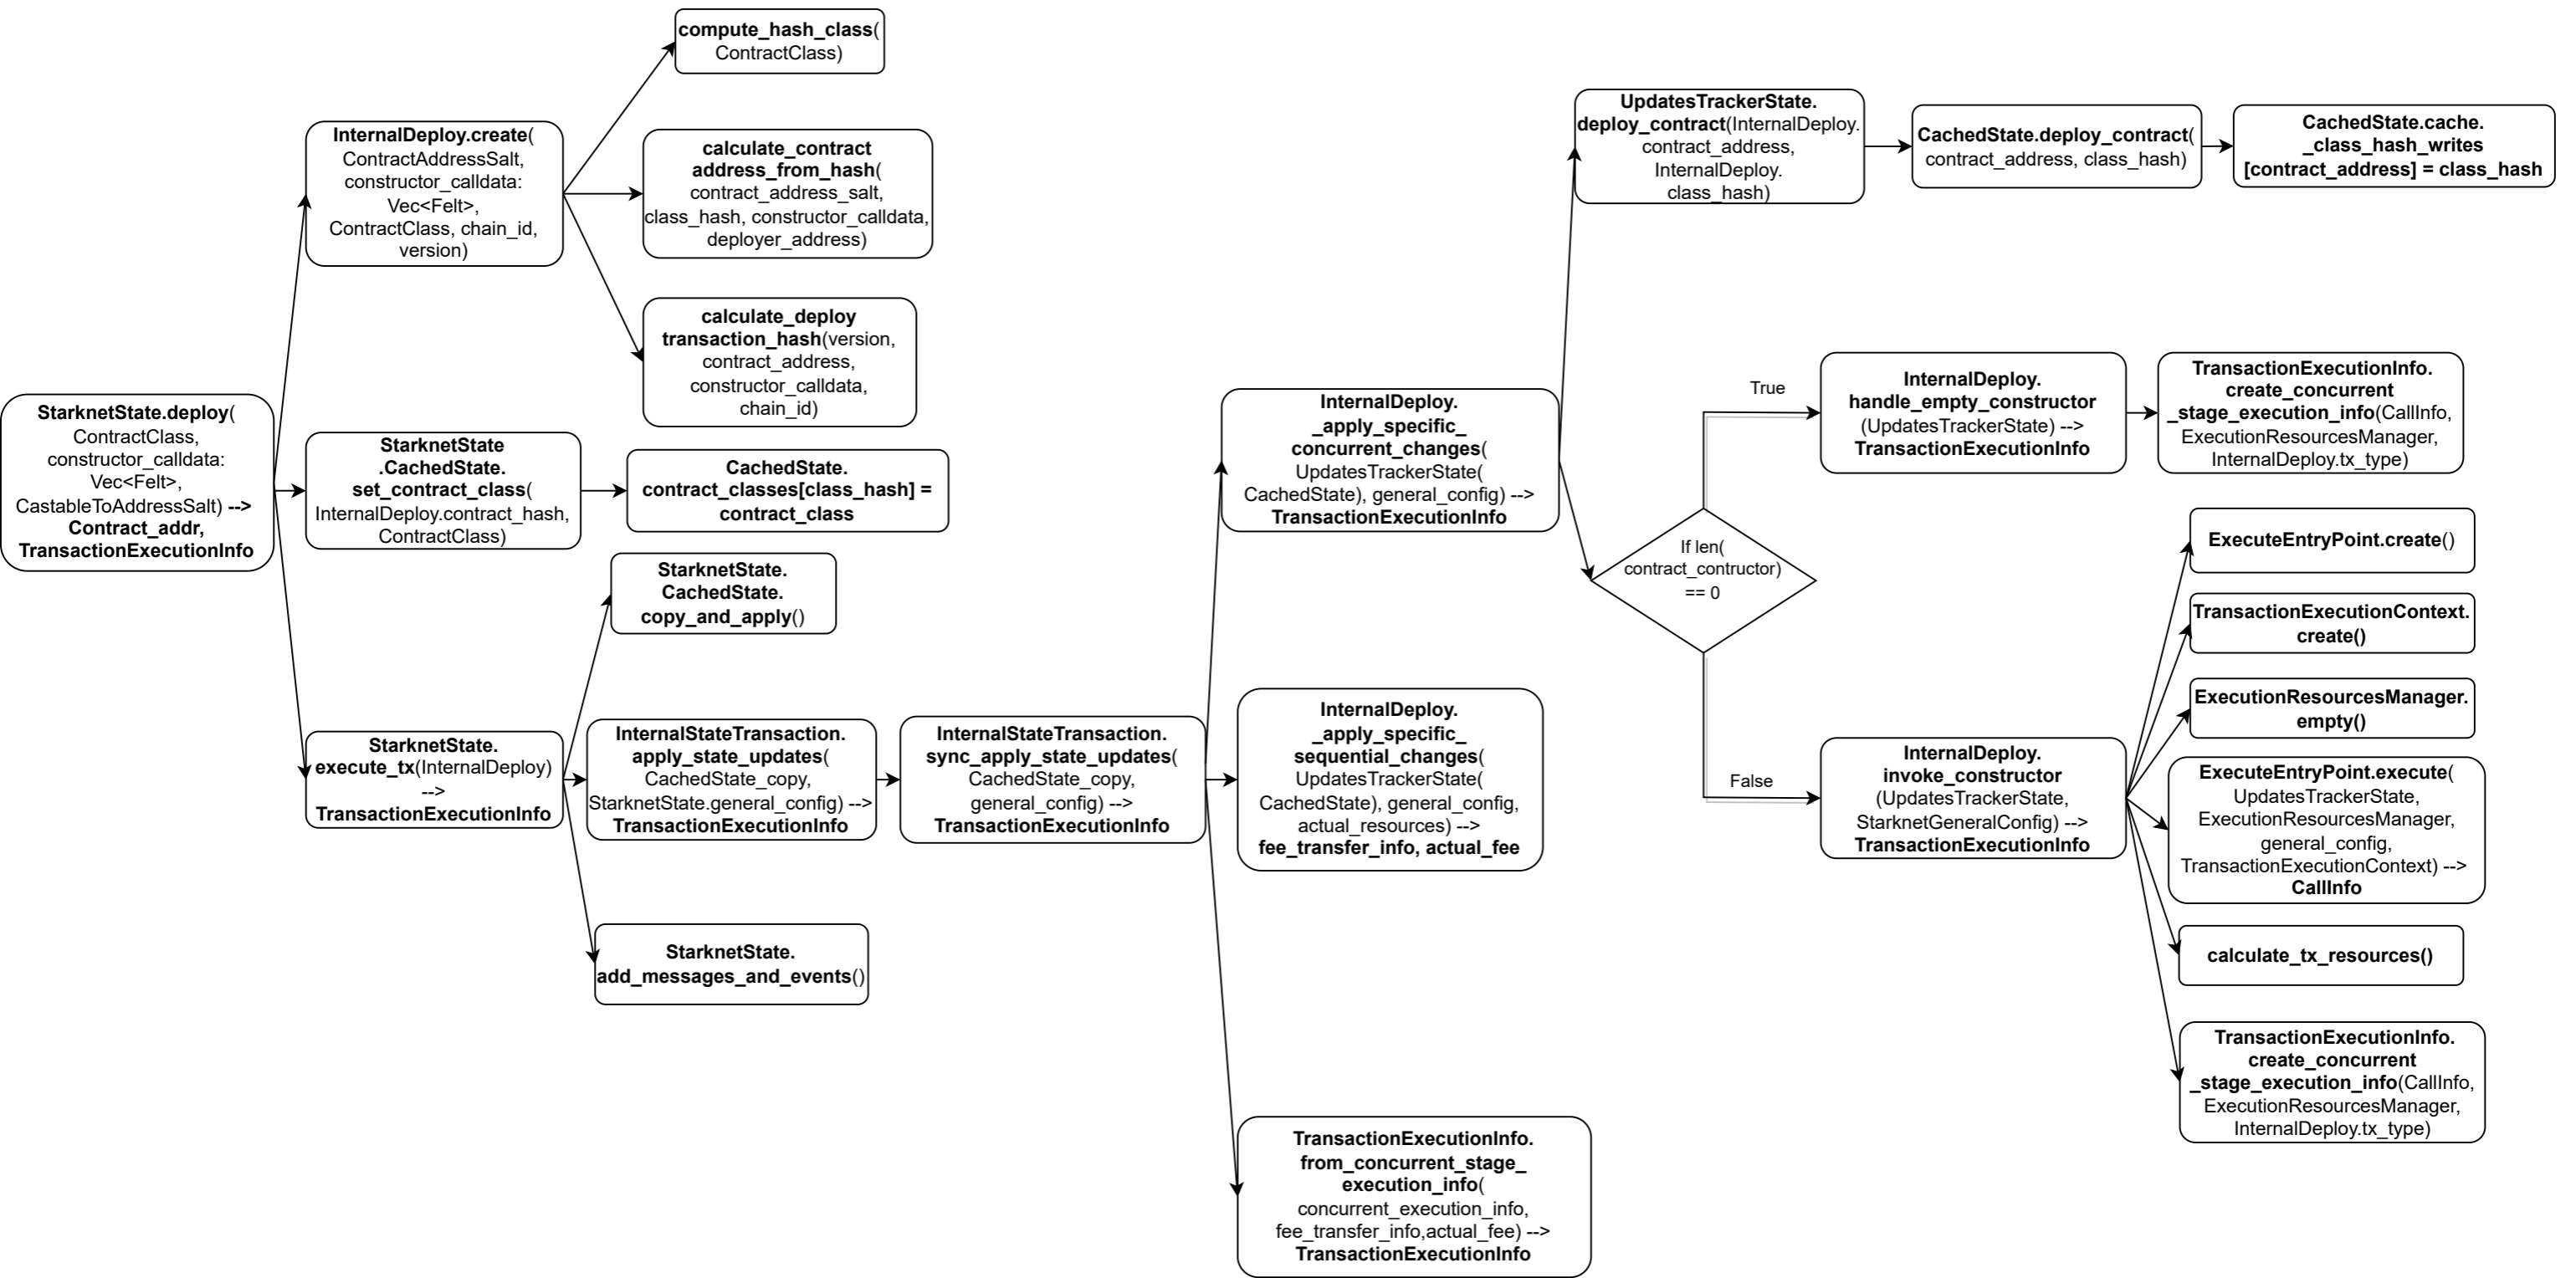 StarknetState.deploy(
ContractClass,
constructor_calldata:
Vec<Felt>,
CastableToAddressSalt) -->
Contract_addr,
TransactionExecutionInfo
InternalDeploy.create(
ContractAddressSalt,
constructor_calldata:
Vec<Felt>,
ContractClass, chain_id,
version)
compute_hash_class(
ContractClass)
calculate_contract
address_from_hash(
contract_address_salt,
class_hash, constructor_calldata,
deployer_address)
calculate_deploy
transaction_hash(version,
contract_address,
constructor_calldata,
chain_id)
StarknetState
.CachedState.
set_contract_class(
InternalDeploy.contract_hash,
ContractClass)
CachedState.
contract_classes[class_hash] =
contract_class
StarknetState.
execute_tx(InternalDeploy)
-->
TransactionExecutionInfo
StarknetState.
CachedState.
copy_and_apply()
InternalStateTransaction.
apply_state_updates(
CachedState_copy,
StarknetState.general_config) -->
TransactionExecutionInfo
StarknetState.
add_messages_and_events()
InternalStateTransaction.
sync_apply_state_updates(
CachedState_copy,
general_config) -->
TransactionExecutionInfo
InternalDeploy.
_apply_specific_
concurrent_changes(
UpdatesTrackerState(
CachedState), general_config) -->
TransactionExecutionInfo
InternalDeploy.
_apply_specific_
sequential_changes(
UpdatesTrackerState(
CachedState), general_config,
actual_resources) -->
fee_transfer_info, actual_fee
TransactionExecutionInfo.
from_concurrent_stage_
execution_info(
concurrent_execution_info,
fee_transfer_info,actual_fee) -->
TransactionExecutionInfo
UpdatesTrackerState.
deploy_contract(InternalDeploy.
contract_address,
InternalDeploy.
class_hash)
CachedState.deploy_contract(
contract_address, class_hash)
CachedState.cache.
_class_hash_writes
[contract_address] = class_hash
If len(
contract_contructor)
== 0
True
InternalDeploy.
handle_empty_constructor
(UpdatesTrackerState) -->
TransactionExecutionInfo
TransactionExecutionInfo.
create_concurrent
_stage_execution_info(CallInfo,
ExecutionResourcesManager,
InternalDeploy.tx_type)
False
InternalDeploy.
invoke_constructor
(UpdatesTrackerState,
StarknetGeneralConfig) -->
TransactionExecutionInfo
ExecuteEntryPoint.create()
TransactionExecutionContext.
create()
ExecutionResourcesManager.
empty()
ExecuteEntryPoint.execute(
UpdatesTrackerState,
ExecutionResourcesManager,
general_config,
TransactionExecutionContext) -->
CallInfo
calculate_tx_resources()
TransactionExecutionInfo.
create_concurrent
_stage_execution_info(CallInfo,
ExecutionResourcesManager,
InternalDeploy.tx_type)